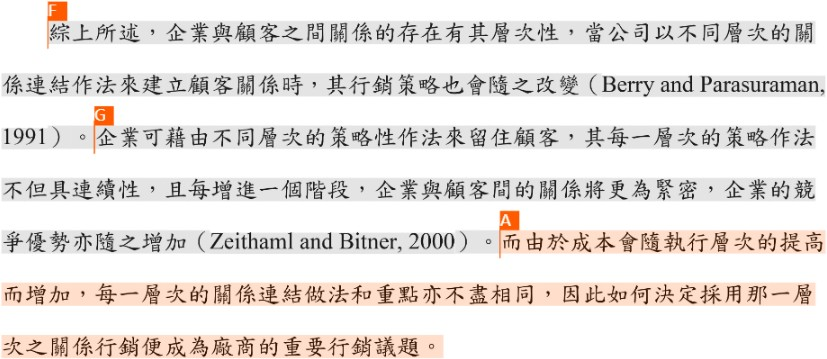 F
綜上所述，企業與顧客之間關係的存在有其層次性，當公司以不同層次的關
係連結作法來建立顧客關係時，其行銷策略也會隨之改變（Berry and Parasuraman,
G
1991）。企業可藉由不同層次的策略性作法來留住顧客，其每一層次的策略作法
不但具連續性，且每增進一個階段，企業與顧客間的關係將更為緊密，企業的競
A
爭優勢亦隨之增加（Zeithaml and Bitner, 2000）。而由於成本會隨執行層次的提高
而增加，每一層次的關係連結做法和重點亦不盡相同，因此如何決定採用那一層
次之關係行銷便成為廠商的重要行銷議題。